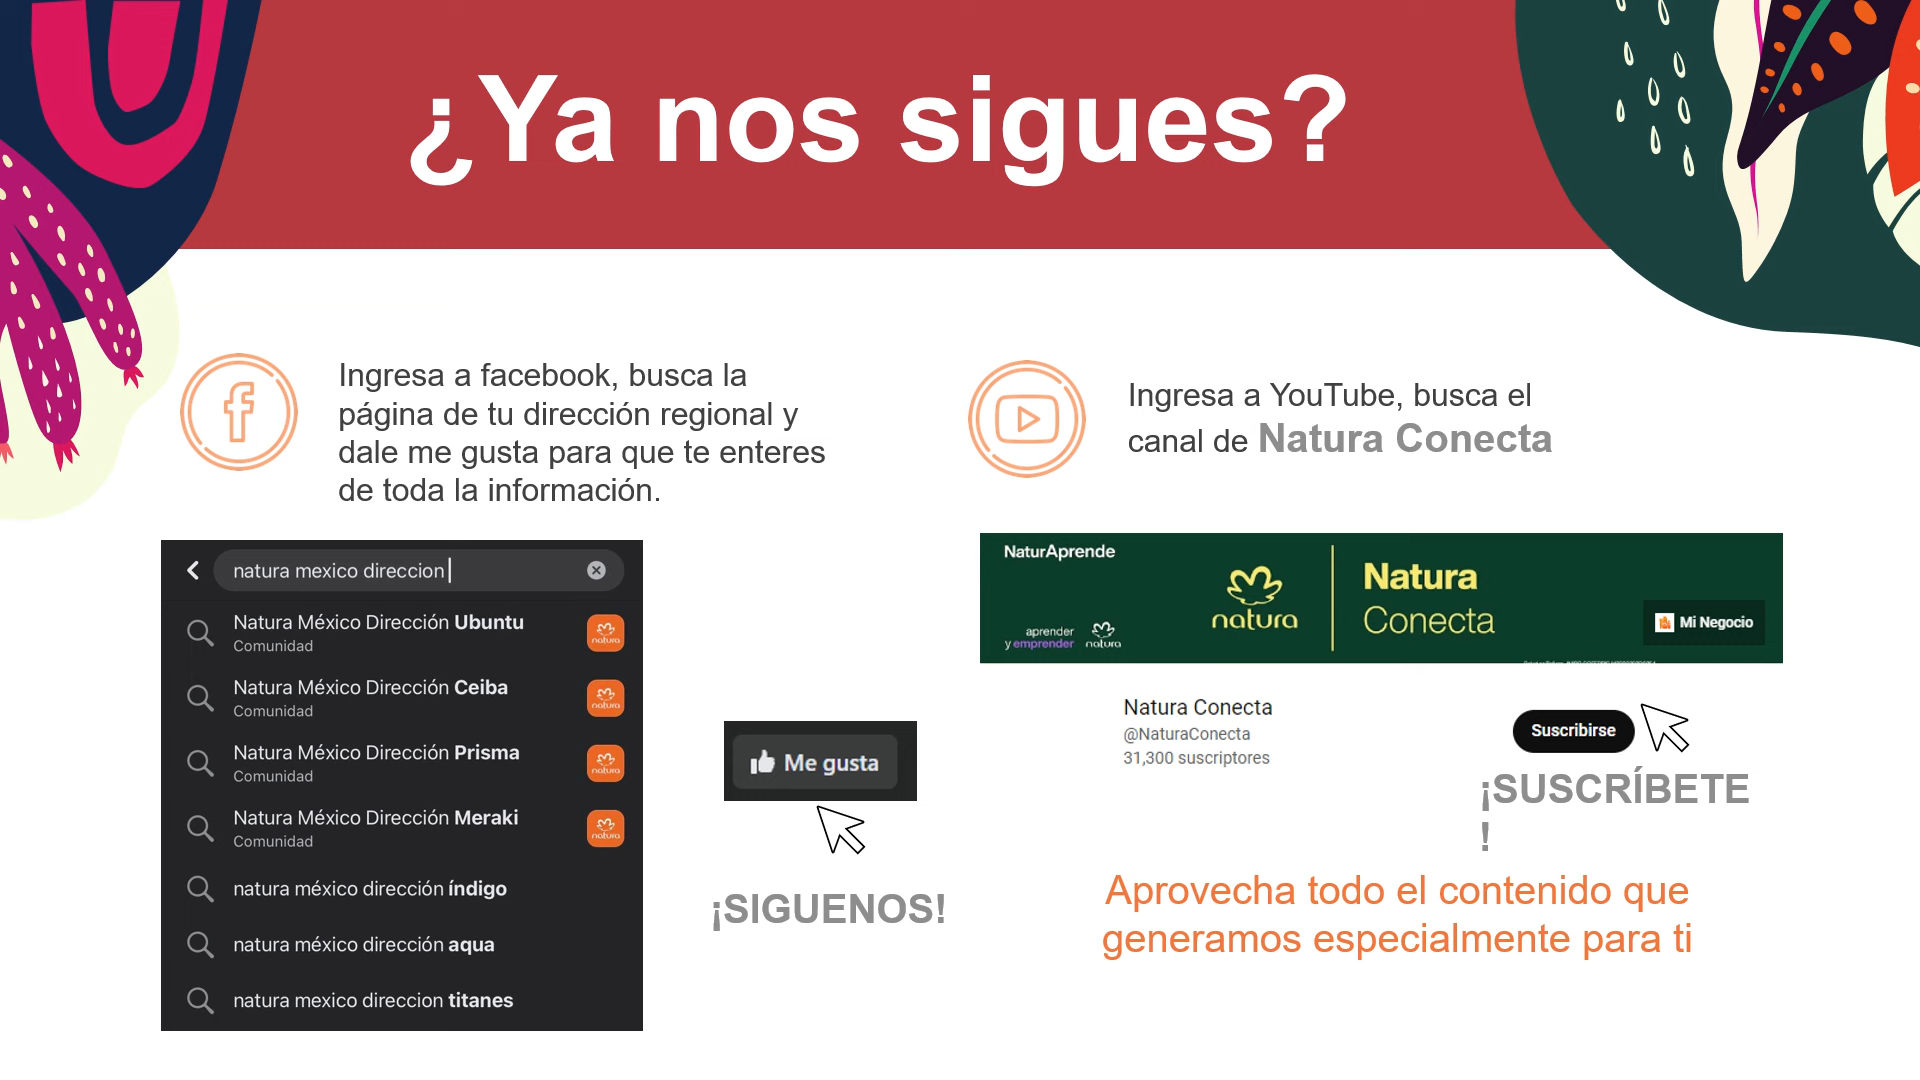 ¿Ya nos sigues?
Ingresa a facebook, busca la
página de tu dirección regional y
dale me gusta para que te enteres
de toda la información.
natura mexico direccion
Natura México Dirección Ubuntu
Comunidad
natura
Natura México Dirección Ceiba
Comunidad
natura
Natura México Dirección Prisma
Comunidad
natura
Natura México Dirección Meraki
Comunidad
natura
natura méxico dirección índigo
natura méxico dirección aqua
natura mexico direccion titanes
Me gusta
¡SIGUENOS!
Ingresa a YouTube, busca el
canal de Natura Conecta
NaturAprende
aprender
y emprender
natura
natura
Natura
Conecta
Mi Negocio
Natura Conecta
@NaturaConecta
31,300 suscriptores
Suscribirse
¡SUSCRÍBETE
!
Aprovecha todo el contenido que
generamos especialmente para ti